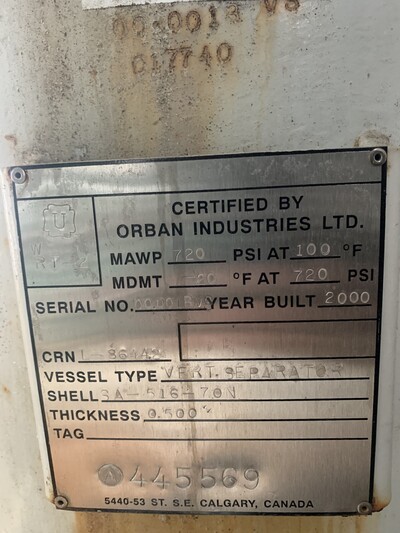 017740
U
W
CERTIFIED BY
ORBAN INDUSTRIES LTD.
MAWP 720 PSI AT 100 °F
MDMT -20 °F AT 720 PSI
SERIAL NO. YEAR BUILT 2000
CRN
VESSEL TYPE VERT. SEPARATOR
SHELL SA-516-70N
THICKNESS 0.500"
TAG
A 445569
5440-53 ST. S.E. CALGARY, CANADA